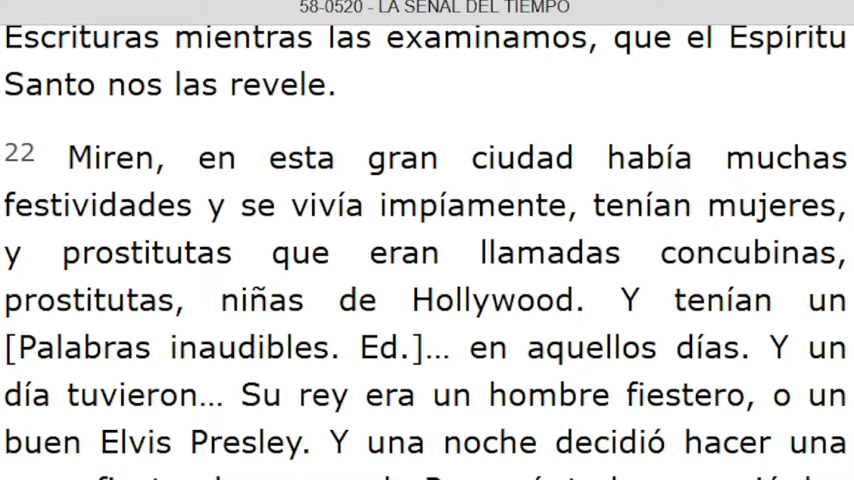 58-0520 - LA SEÑAL DEL TIEMPO
Escrituras mientras las examinamos, que el Espíritu
Santo nos las revele.
22 Miren, en esta gran ciudad había muchas
festividades y se vivía impíamente, tenían mujeres,
y prostitutas que eran llamadas concubinas,
prostitutas, niñas de Hollywood. Y tenían un
[Palabras inaudibles. Ed.]… en aquellos días. Y un
día tuvieron… Su rey era un hombre fiestero, o un
buen Elvis Presley. Y una noche decidió hacer una